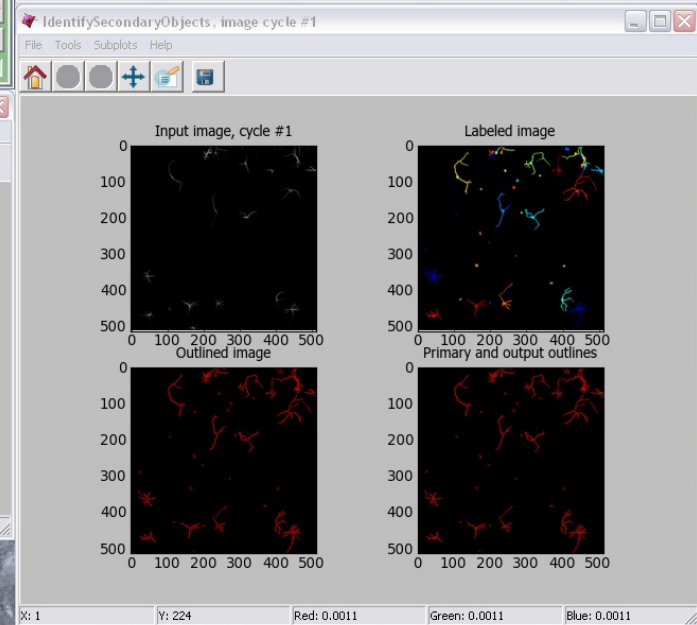 IdentifySecondaryObjects, image cycle #1
File Tools Subplots Help
Input image, cycle #1
0
100
200
300
400
500
0 100 200 300 400 500
Labeled image
0
100
200
300
400
500
0 100 200 300 400 500
Outlined image
0
100
200
300
400
500
0 100 200 300 400 500
Primary and output outlines
0
100
200
300
400
500
0 100 200 300 400 500
X: 1 Y: 224 Red: 0.0011 Green: 0.0011 Blue: 0.0011